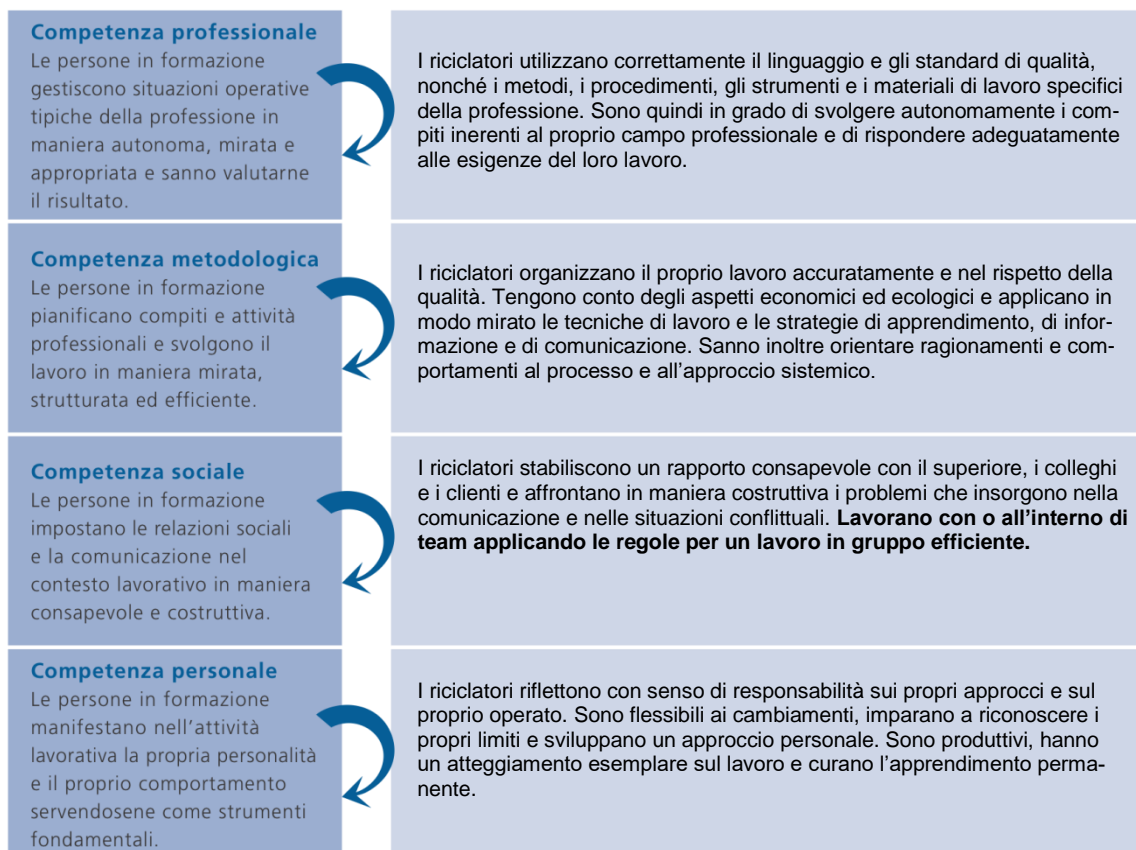 Competenza professionale
Le persone in formazione
gestiscono situazioni operative
tipiche della professione in
maniera autonoma, mirata e
appropriata e sanno valutarne
il risultato.
I riciclatori utilizzano correttamente il linguaggio e gli standard di qualità,
nonché i metodi, i procedimenti, gli strumenti e i materiali di lavoro specifici
della professione. Sono quindi in grado di svolgere autonomamente i com-
piti inerenti al proprio campo professionale e di rispondere adeguatamente
alle esigenze del loro lavoro.
Competenza metodologica
Le persone in formazione
pianificano compiti e attività
professionali e svolgono il
lavoro in maniera mirata,
strutturata ed efficiente.
I riciclatori organizzano il proprio lavoro accuratamente e nel rispetto della
qualità. Tengono conto degli aspetti economici ed ecologici e applicano in
modo mirato le tecniche di lavoro e le strategie di apprendimento, di infor-
mazione e di comunicazione. Sanno inoltre orientare ragionamenti e com-
portamenti al processo e all'approccio sistemico.
Competenza sociale
Le persone in formazione
impostano le relazioni sociali
e la comunicazione nel
contesto lavorativo in maniera
consapevole e costruttiva.
I riciclatori stabiliscono un rapporto consapevole con il superiore, i colleghi
e i clienti e affrontano in maniera costruttiva i problemi che insorgono nella
comunicazione e nelle situazioni conflittuali. Lavorano con o all'interno di
team applicando le regole per un lavoro in gruppo efficiente.
Competenza personale
Le persone in formazione
manifestano nell'attività
lavorativa la propria personalità
e il proprio comportamento
servendosene come strumenti
fondamentali.
I riciclatori riflettono con senso di responsabilità sui propri approcci e sul
proprio operato. Sono flessibili ai cambiamenti, imparano a riconoscere i
propri limiti e sviluppano un approccio personale. Sono produttivi, hanno
un atteggiamento esemplare sul lavoro e curano l'apprendimento perma-
nente.